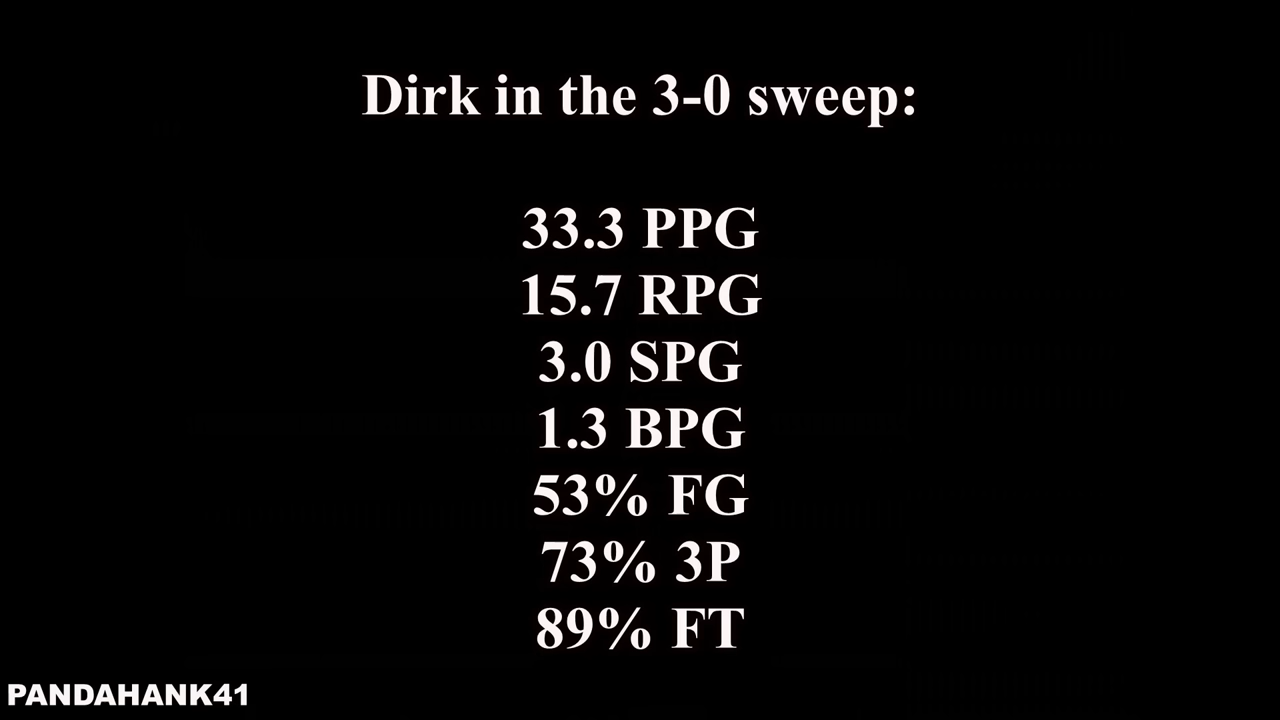 Dirk in the 3-0 sweep:
33.3 PPG
15.7 RPG
3.0 SPG
1.3 BPG
53% FG
73% 3P
89% FT
PANDAHANK41